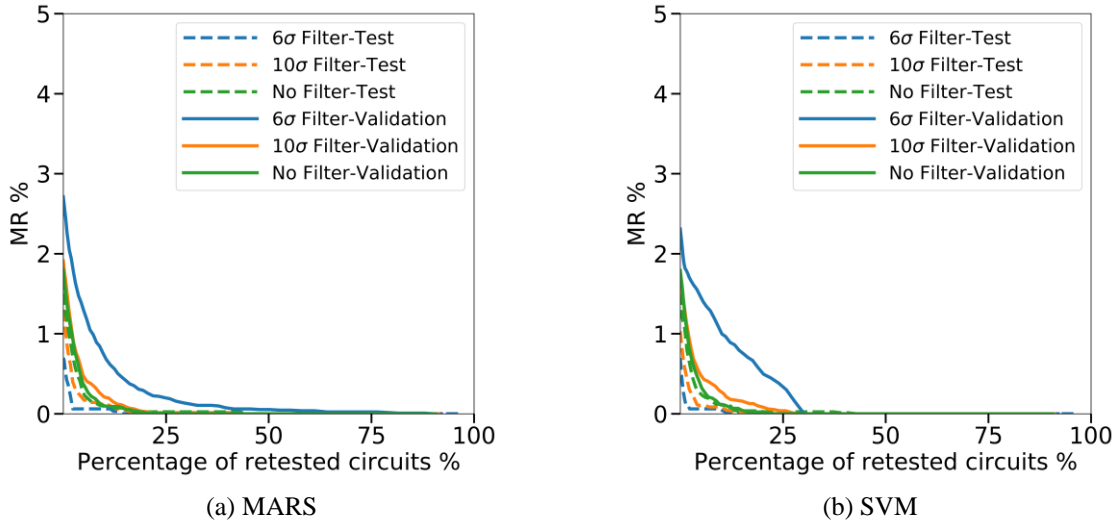 5
4
3
2
1
0
MR %
6σ Filter-Test
10σ Filter-Test
No Filter-Test
6σ Filter-Validation
10σ Filter-Validation
No Filter-Validation
25 50 75 100
Percentage of retested circuits %
(a) MARS
5
4
3
2
1
0
MR %
6σ Filter-Test
10σ Filter-Test
No Filter-Test
6σ Filter-Validation
10σ Filter-Validation
No Filter-Validation
25 50 75 100
Percentage of retested circuits %
(b) SVM